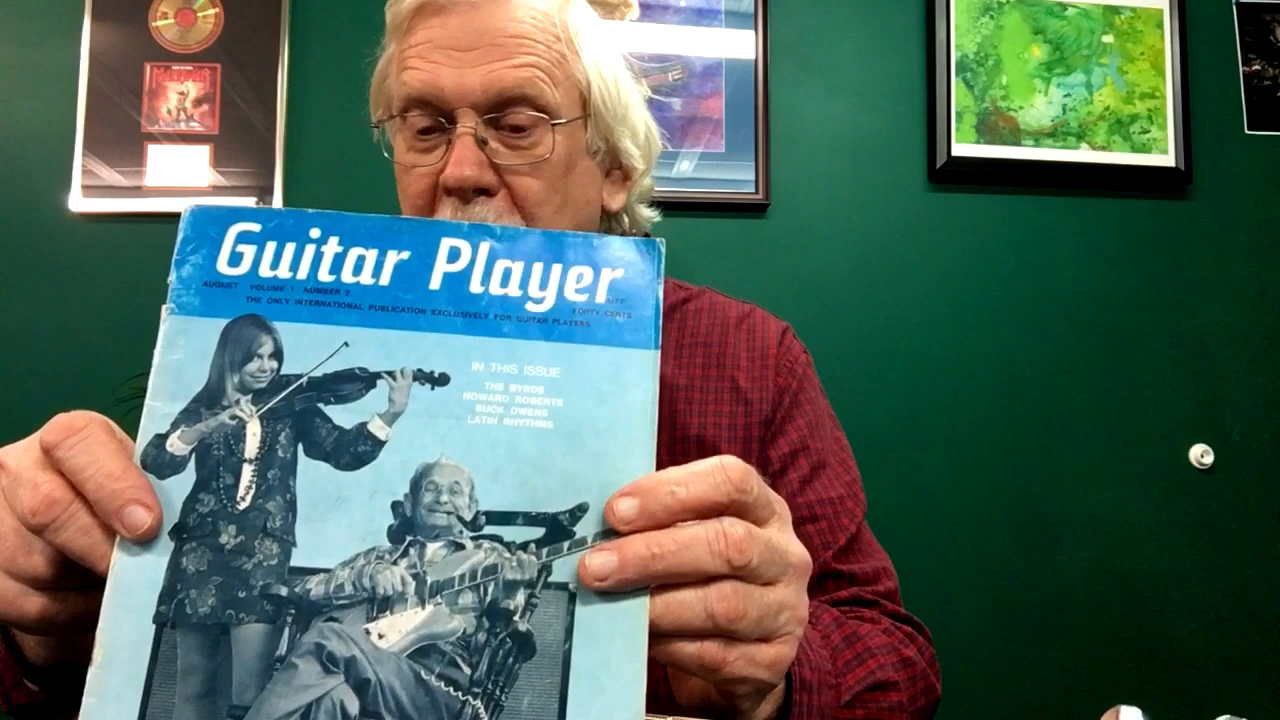 Guitar Player
AUGUST VOLUME 1 NUMBER 2
FORTY CENTS
THE ONLY INTERNATIONAL PUBLICATION EXCLUSIVELY FOR GUITAR PLAYERS
IN THIS ISSUE
THE BYRDS
HOWARD ROBERTS
BUCK OWENS
LATIN RHYTHMS